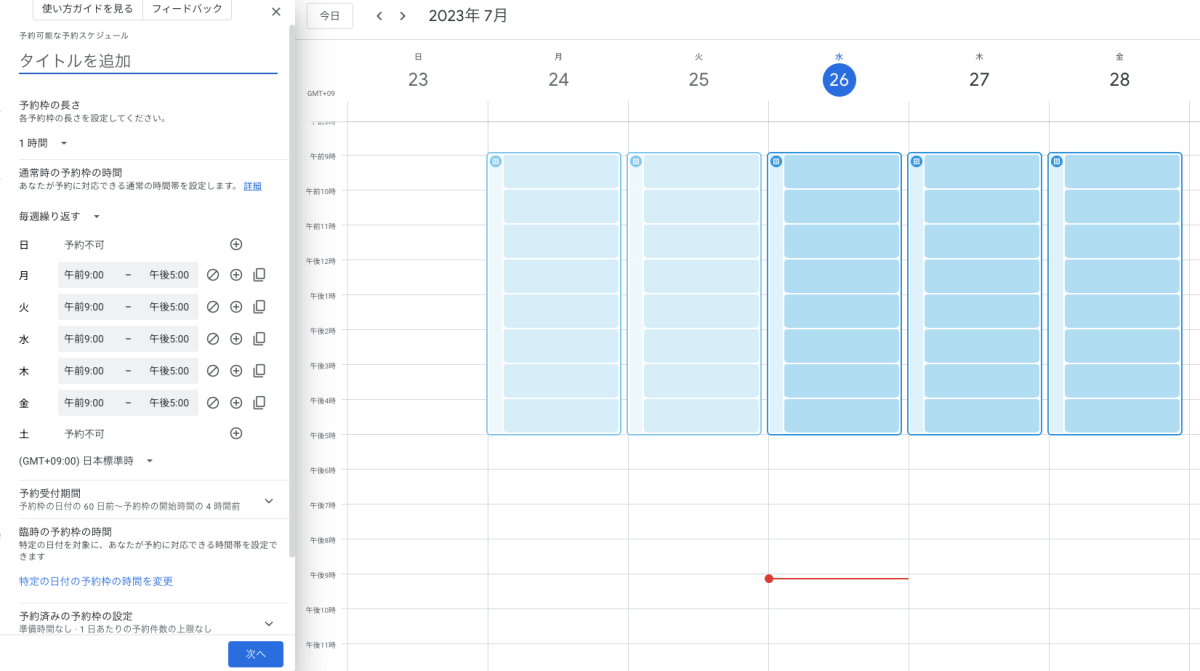 使い方ガイドを見る
フィードバック
予約可能な予約スケジュール
タイトルを追加
予約枠の長さ
各予約枠の長さを設定してください。
1 時間
通常時の予約枠の時間
あなたが予約に対応できる通常の時間帯を設定します。 詳細
毎週繰り返す
日 予約不可
月 午前9:00 – 午後5:00
火 午前9:00 – 午後5:00
水 午前9:00 – 午後5:00
木 午前9:00 – 午後5:00
金 午前9:00 – 午後5:00
土 予約不可
(GMT+09:00) 日本標準時
予約受付期間
予約枠の日付の 60 日前～予約枠の開始時間の 4 時間前
臨時の予約枠の時間
特定の日付を対象に、あなたが予約に対応できる時間帯を設定で
きます
特定の日付の予約枠の時間を変更
予約済みの予約枠の設定
準備時間なし · 1 日あたりの予約件数の上限なし
次へ
今日
2023年 7月
日 月 火 水 木 金
23 24 25 26 27 28
GMT+09
午前9時
午前10時
午前11時
午後12時
午後1時
午後2時
午後3時
午後4時
午後5時
午後6時
午後7時
午後8時
午後9時
午後10時
午後11時